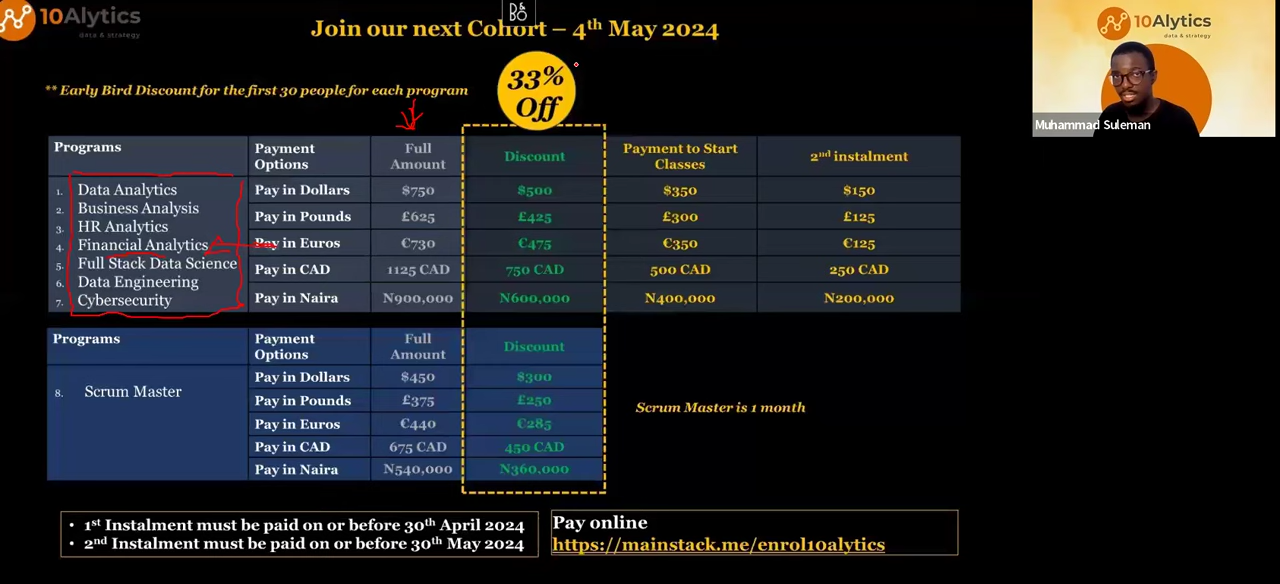 10Alytics
data & strategy
B&O
Join our next Cohort – 4th May 2024
10Alytics
data & strategy
Muhammad Suleman
** Early Bird Discount for the first 30 people for each program
33%
Off
Programs Payment Options Full Amount Discount Payment to Start Classes 2nd instalment
1. Data Analytics
2. Business Analysis
3. HR Analytics
4. Financial Analytics
5. Full Stack Data Science
6. Data Engineering
7. Cybersecurity
Pay in Dollars $750 $500 $350 $150
Pay in Pounds £625 £425 £300 £125
Pay in Euros €730 €475 €350 €125
Pay in CAD 1125 CAD 750 CAD 500 CAD 250 CAD
Pay in Naira N900,000 N600,000 N400,000 N200,000
Programs Payment Options Full Amount Discount
8. Scrum Master
Pay in Dollars $450 $300
Pay in Pounds £375 £250
Pay in Euros €440 €285
Pay in CAD 675 CAD 450 CAD
Pay in Naira N540,000 N360,000
Scrum Master is 1 month
• 1st Instalment must be paid on or before 30th April 2024
• 2nd Instalment must be paid on or before 30th May 2024
Pay online
https://mainstack.me/enrol10alytics